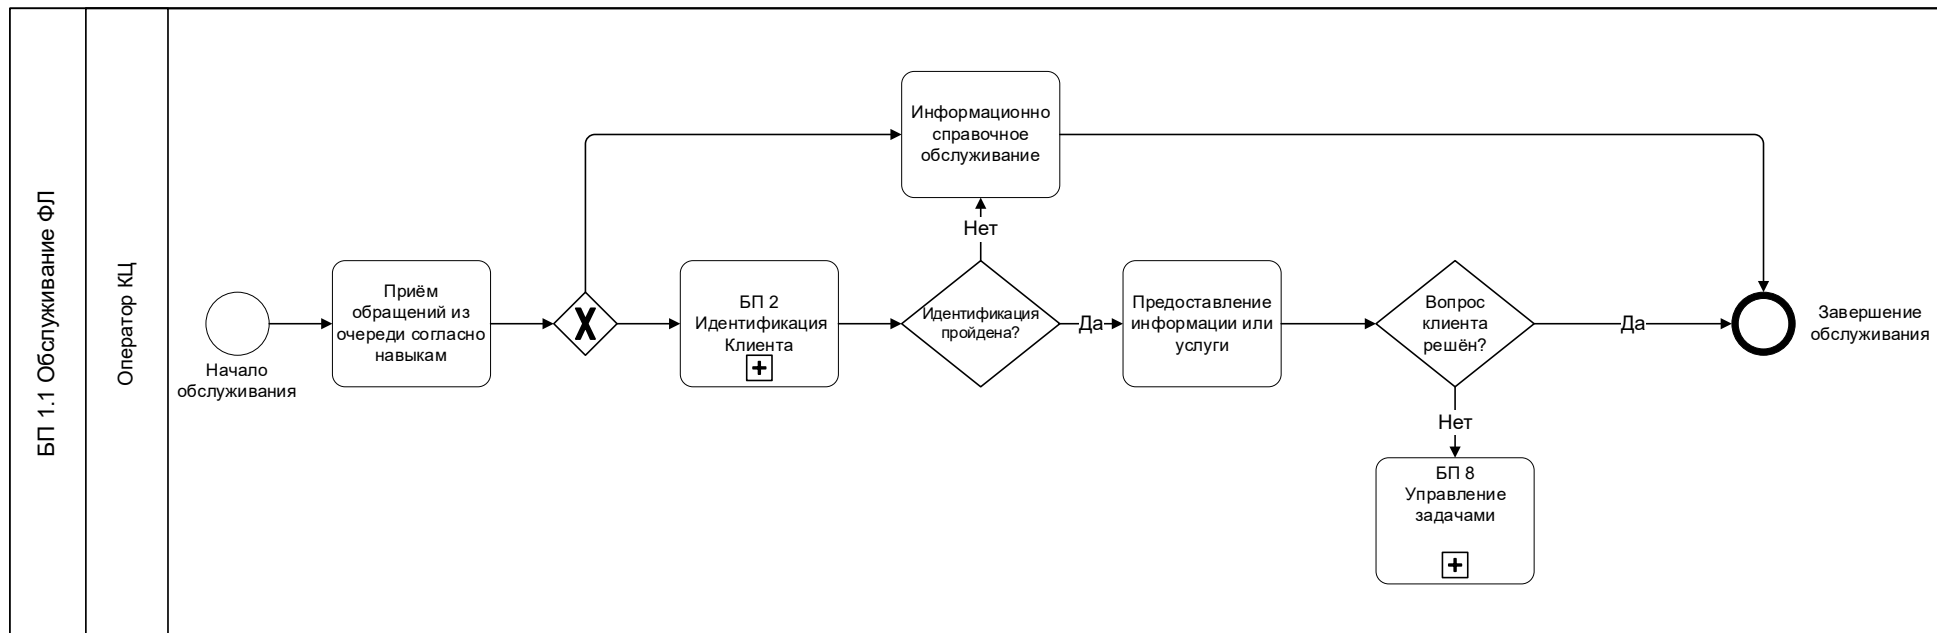 БП 1.1 Обслуживание ФЛ
Оператор КЦ
Начало
обслуживания
Приём
обращений из
очереди согласно
навыкам
X
Информационно
справочное
обслуживание
БП 2
Идентификация
Клиента
Идентификация
пройдена?
Нет
Да
Предоставление
информации или
услуги
Вопрос
клиента
решён?
Да
Нет
БП 8
Управление
задачами
Завершение
обслуживания